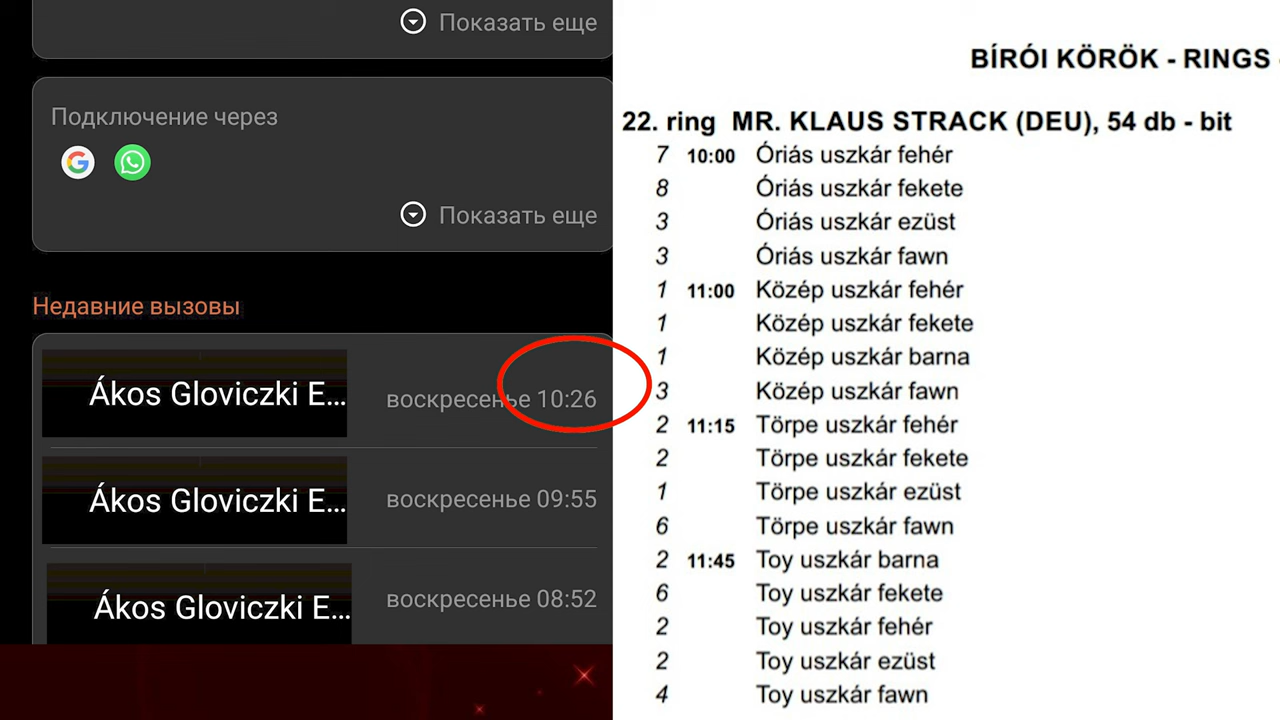 Показать еще
Подключение через
Показать еще
Недавние вызовы
Ákos Gloviczki E... воскресенье 10:26
Ákos Gloviczki E... воскресенье 09:55
Ákos Gloviczki E... воскресенье 08:52
BÍRÓI KÖRÖK - RINGS -
22. ring MR. KLAUS STRACK (DEU), 54 db - bit
7 10:00 Óriás uszkár fehér
8 Óriás uszkár fekete
3 Óriás uszkár ezüst
3 Óriás uszkár fawn
1 11:00 Közép uszkár fehér
1 Közép uszkár fekete
1 Közép uszkár barna
3 Közép uszkár fawn
2 11:15 Törpe uszkár fehér
2 Törpe uszkár fekete
1 Törpe uszkár ezüst
6 Törpe uszkár fawn
2 11:45 Toy uszkár barna
6 Toy uszkár fekete
2 Toy uszkár fehér
2 Toy uszkár ezüst
4 Toy uszkár fawn